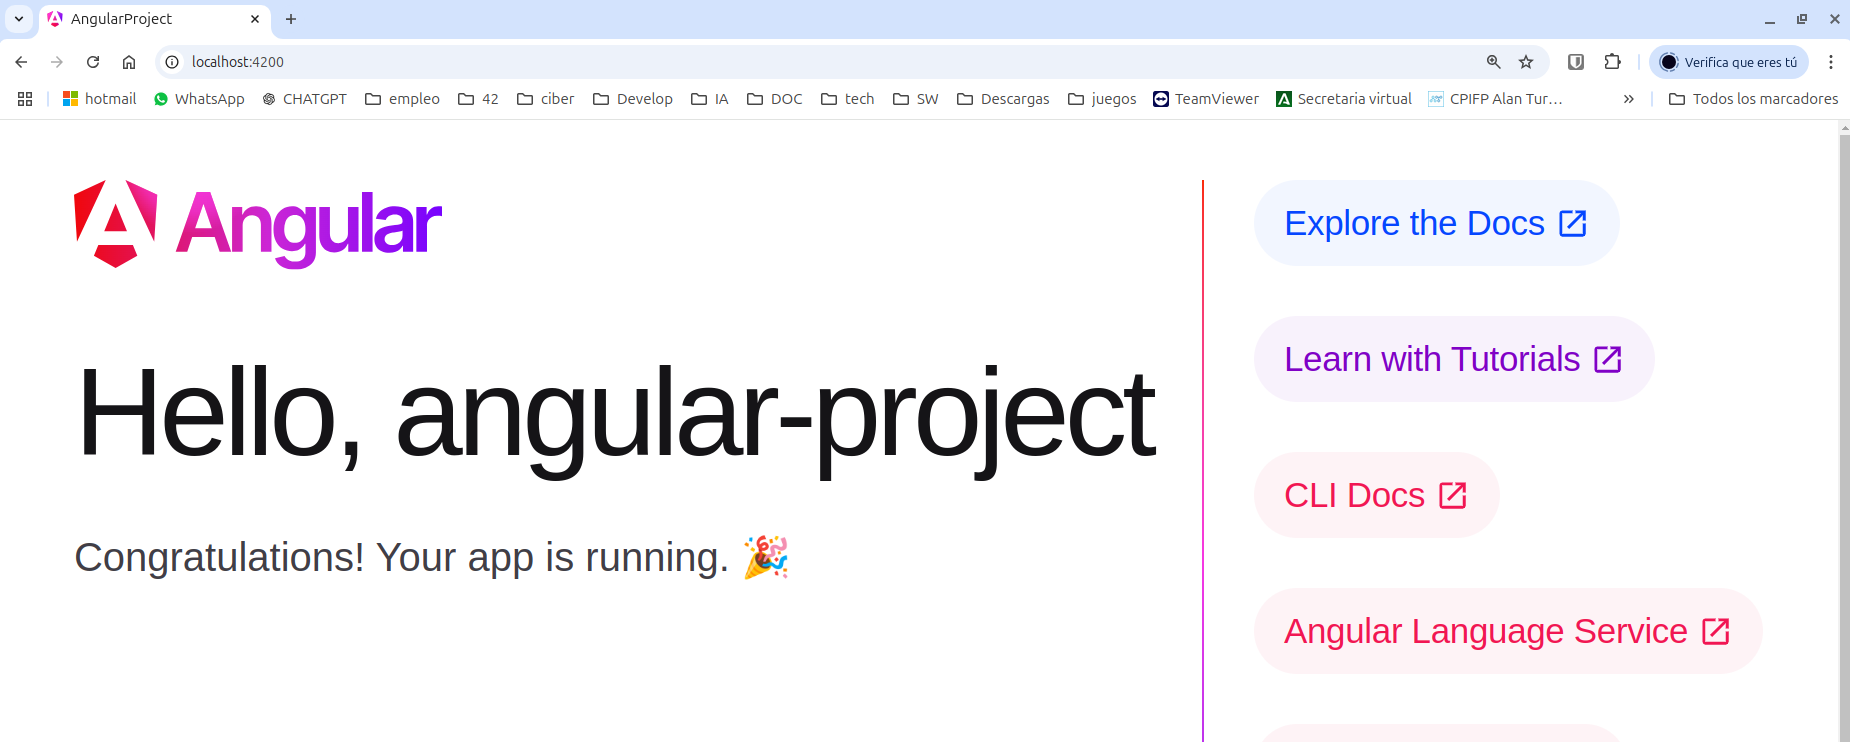 AngularProject
localhost:4200
Verifica que eres tú
hotmail WhatsApp CHATGPT empleo 42 ciber Develop IA DOC tech SW Descargas juegos TeamViewer Secretaria virtual CPIFP Alan Tur... Todos los marcadores
Angular
Hello, angular-project
Congratulations! Your app is running. 🎉
Explore the Docs
Learn with Tutorials
CLI Docs
Angular Language Service